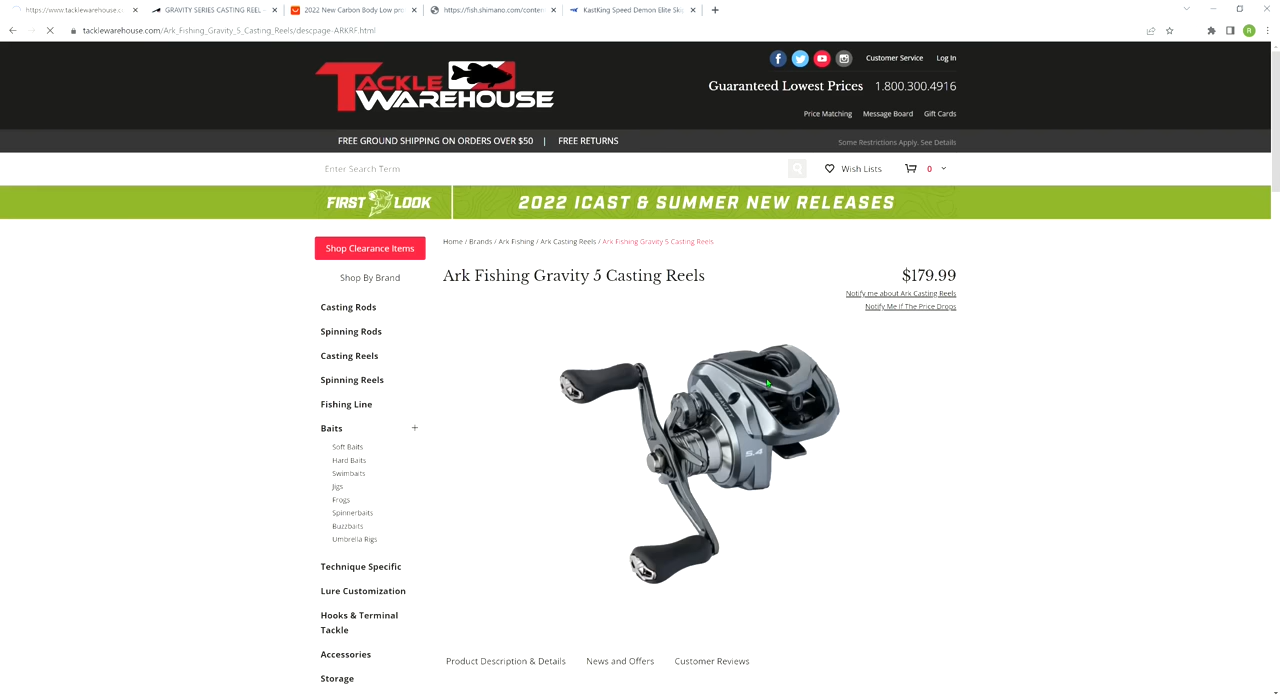 https://www.tacklewarehouse.c
GRAVITY SERIES CASTING REEL -
2022 New Carbon Body Low pro
https://fish.shimano.com/conten
KastKing Speed Demon Elite Ski
tacklewarehouse.com/Ark_Fishing_Gravity_5_Casting_Reels/descpage-ARKRF.html
R
Customer Service
Log In
TACKLE
WAREHOUSE
Guaranteed Lowest Prices 1.800.300.4916
Price Matching
Message Board
Gift Cards
FREE GROUND SHIPPING ON ORDERS OVER $50 | FREE RETURNS
Some Restrictions Apply. See Details
Enter Search Term
Wish Lists
0
FIRST LOOK
2022 ICAST & SUMMER NEW RELEASES
Shop Clearance Items
Home / Brands / Ark Fishing / Ark Casting Reels / Ark Fishing Gravity 5 Casting Reels
Shop By Brand
Ark Fishing Gravity 5 Casting Reels
$179.99
Notify me about Ark Casting Reels
Notify Me If The Price Drops
Casting Rods
Spinning Rods
Casting Reels
Spinning Reels
Fishing Line
Baits +
Soft Baits
Hard Baits
Swimbaits
Jigs
Frogs
Spinnerbaits
Buzzbaits
Umbrella Rigs
5.4
Technique Specific
Lure Customization
Hooks & Terminal
Tackle
Accessories
Storage
Product Description & Details
News and Offers
Customer Reviews